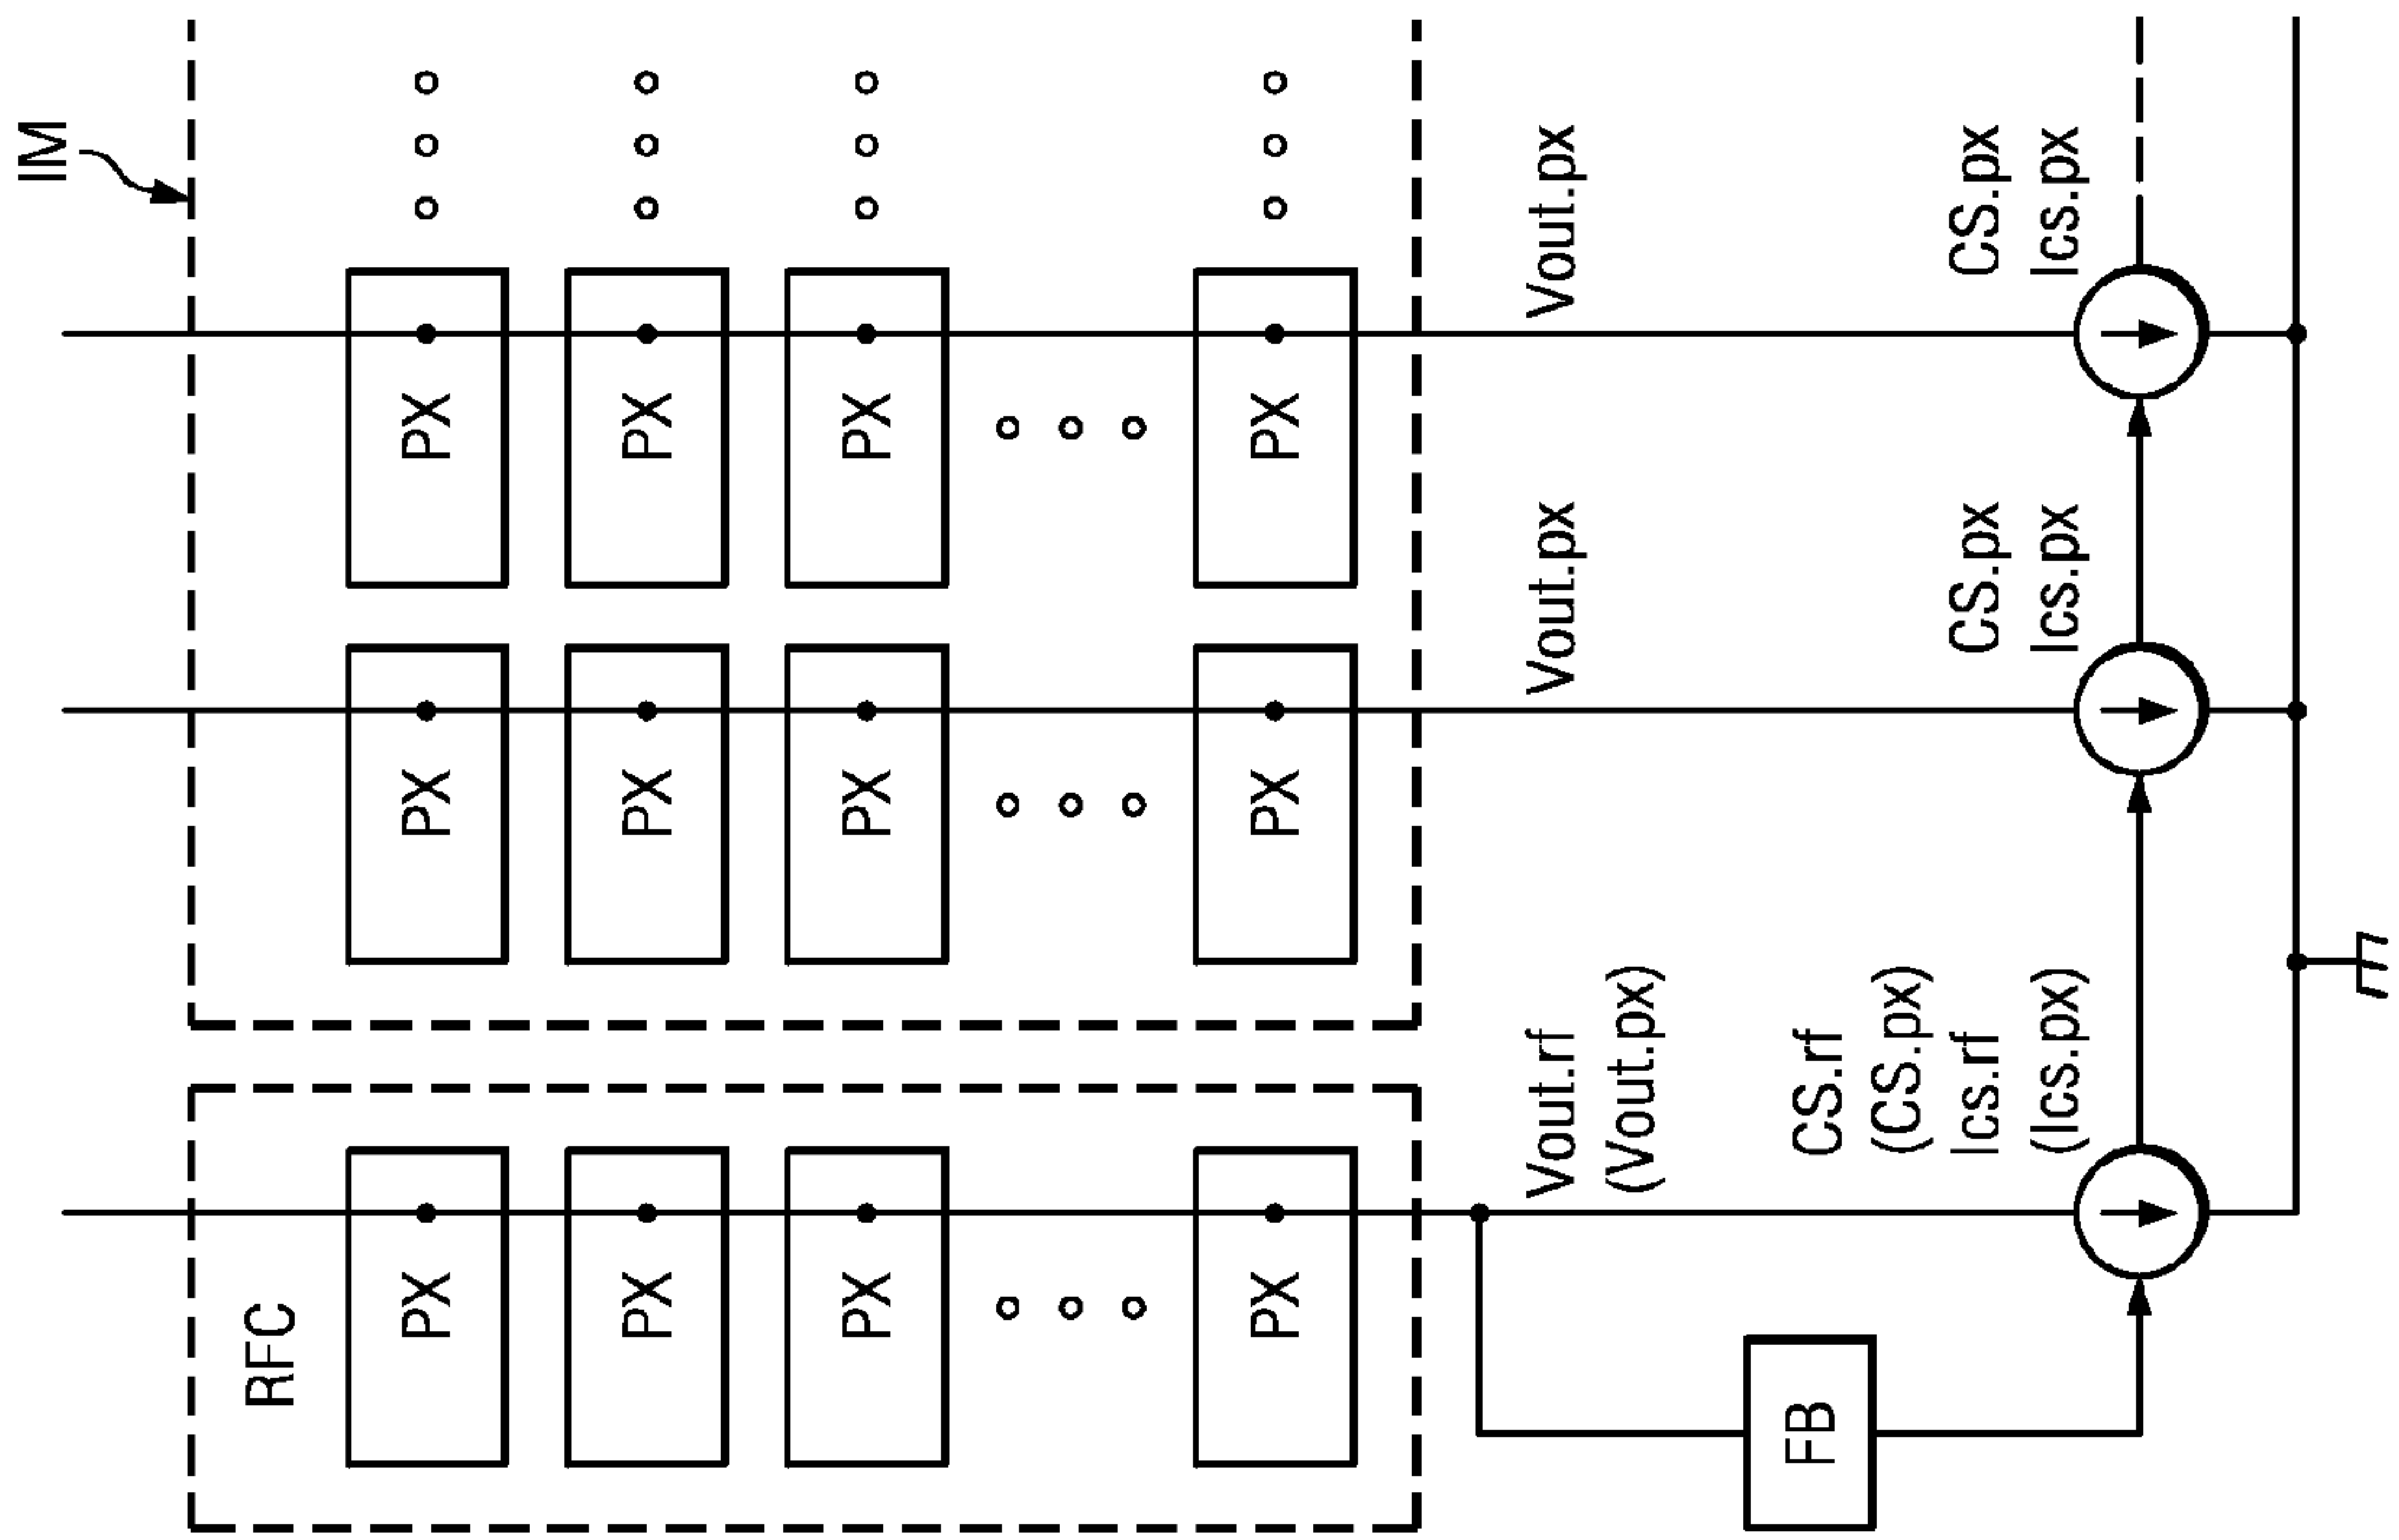 IM
RFC
PX PX PX
PX PX PX
PX PX PX
PX PX PX
Vout.rf Vout.px Vout.px
(Vout.px)
FB CS.rf
(CS.px)
Ics.rf CS.px CS.px
(Ics.px) Ics.px Ics.px